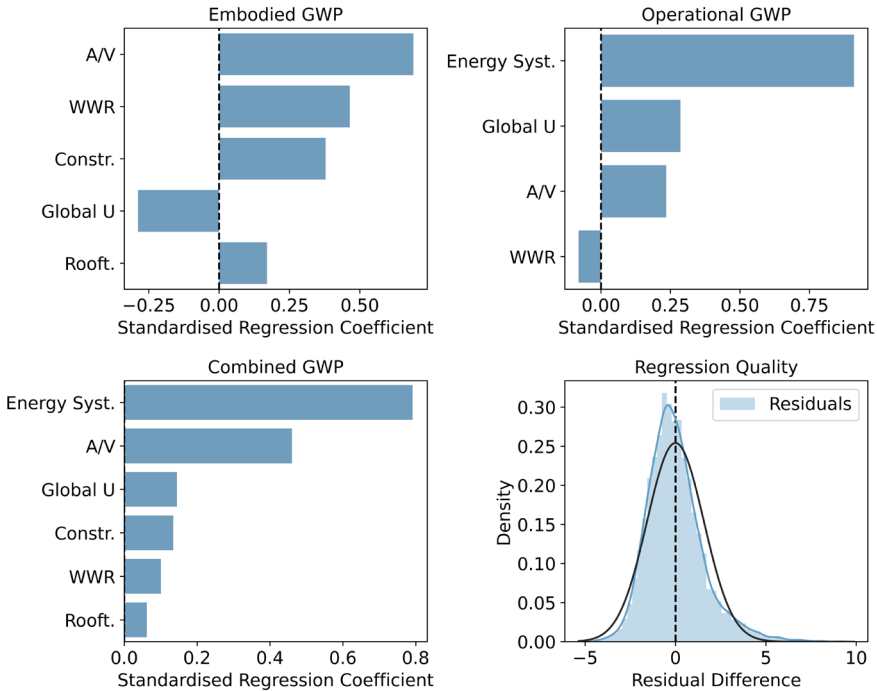 Embodied GWP
A/V
WWR
Constr.
Global U
Rooft.
−0.25 0.00 0.25 0.50
Standardised Regression Coefficient
Operational GWP
Energy Syst.
Global U
A/V
WWR
0.00 0.25 0.50 0.75
Standardised Regression Coefficient
Combined GWP
Energy Syst.
A/V
Global U
Constr.
WWR
Rooft.
0.0 0.2 0.4 0.6 0.8
Standardised Regression Coefficient
Regression Quality
Residuals
Density
0.30
0.25
0.20
0.15
0.10
0.05
0.00
−5 0 5 10
Residual Difference